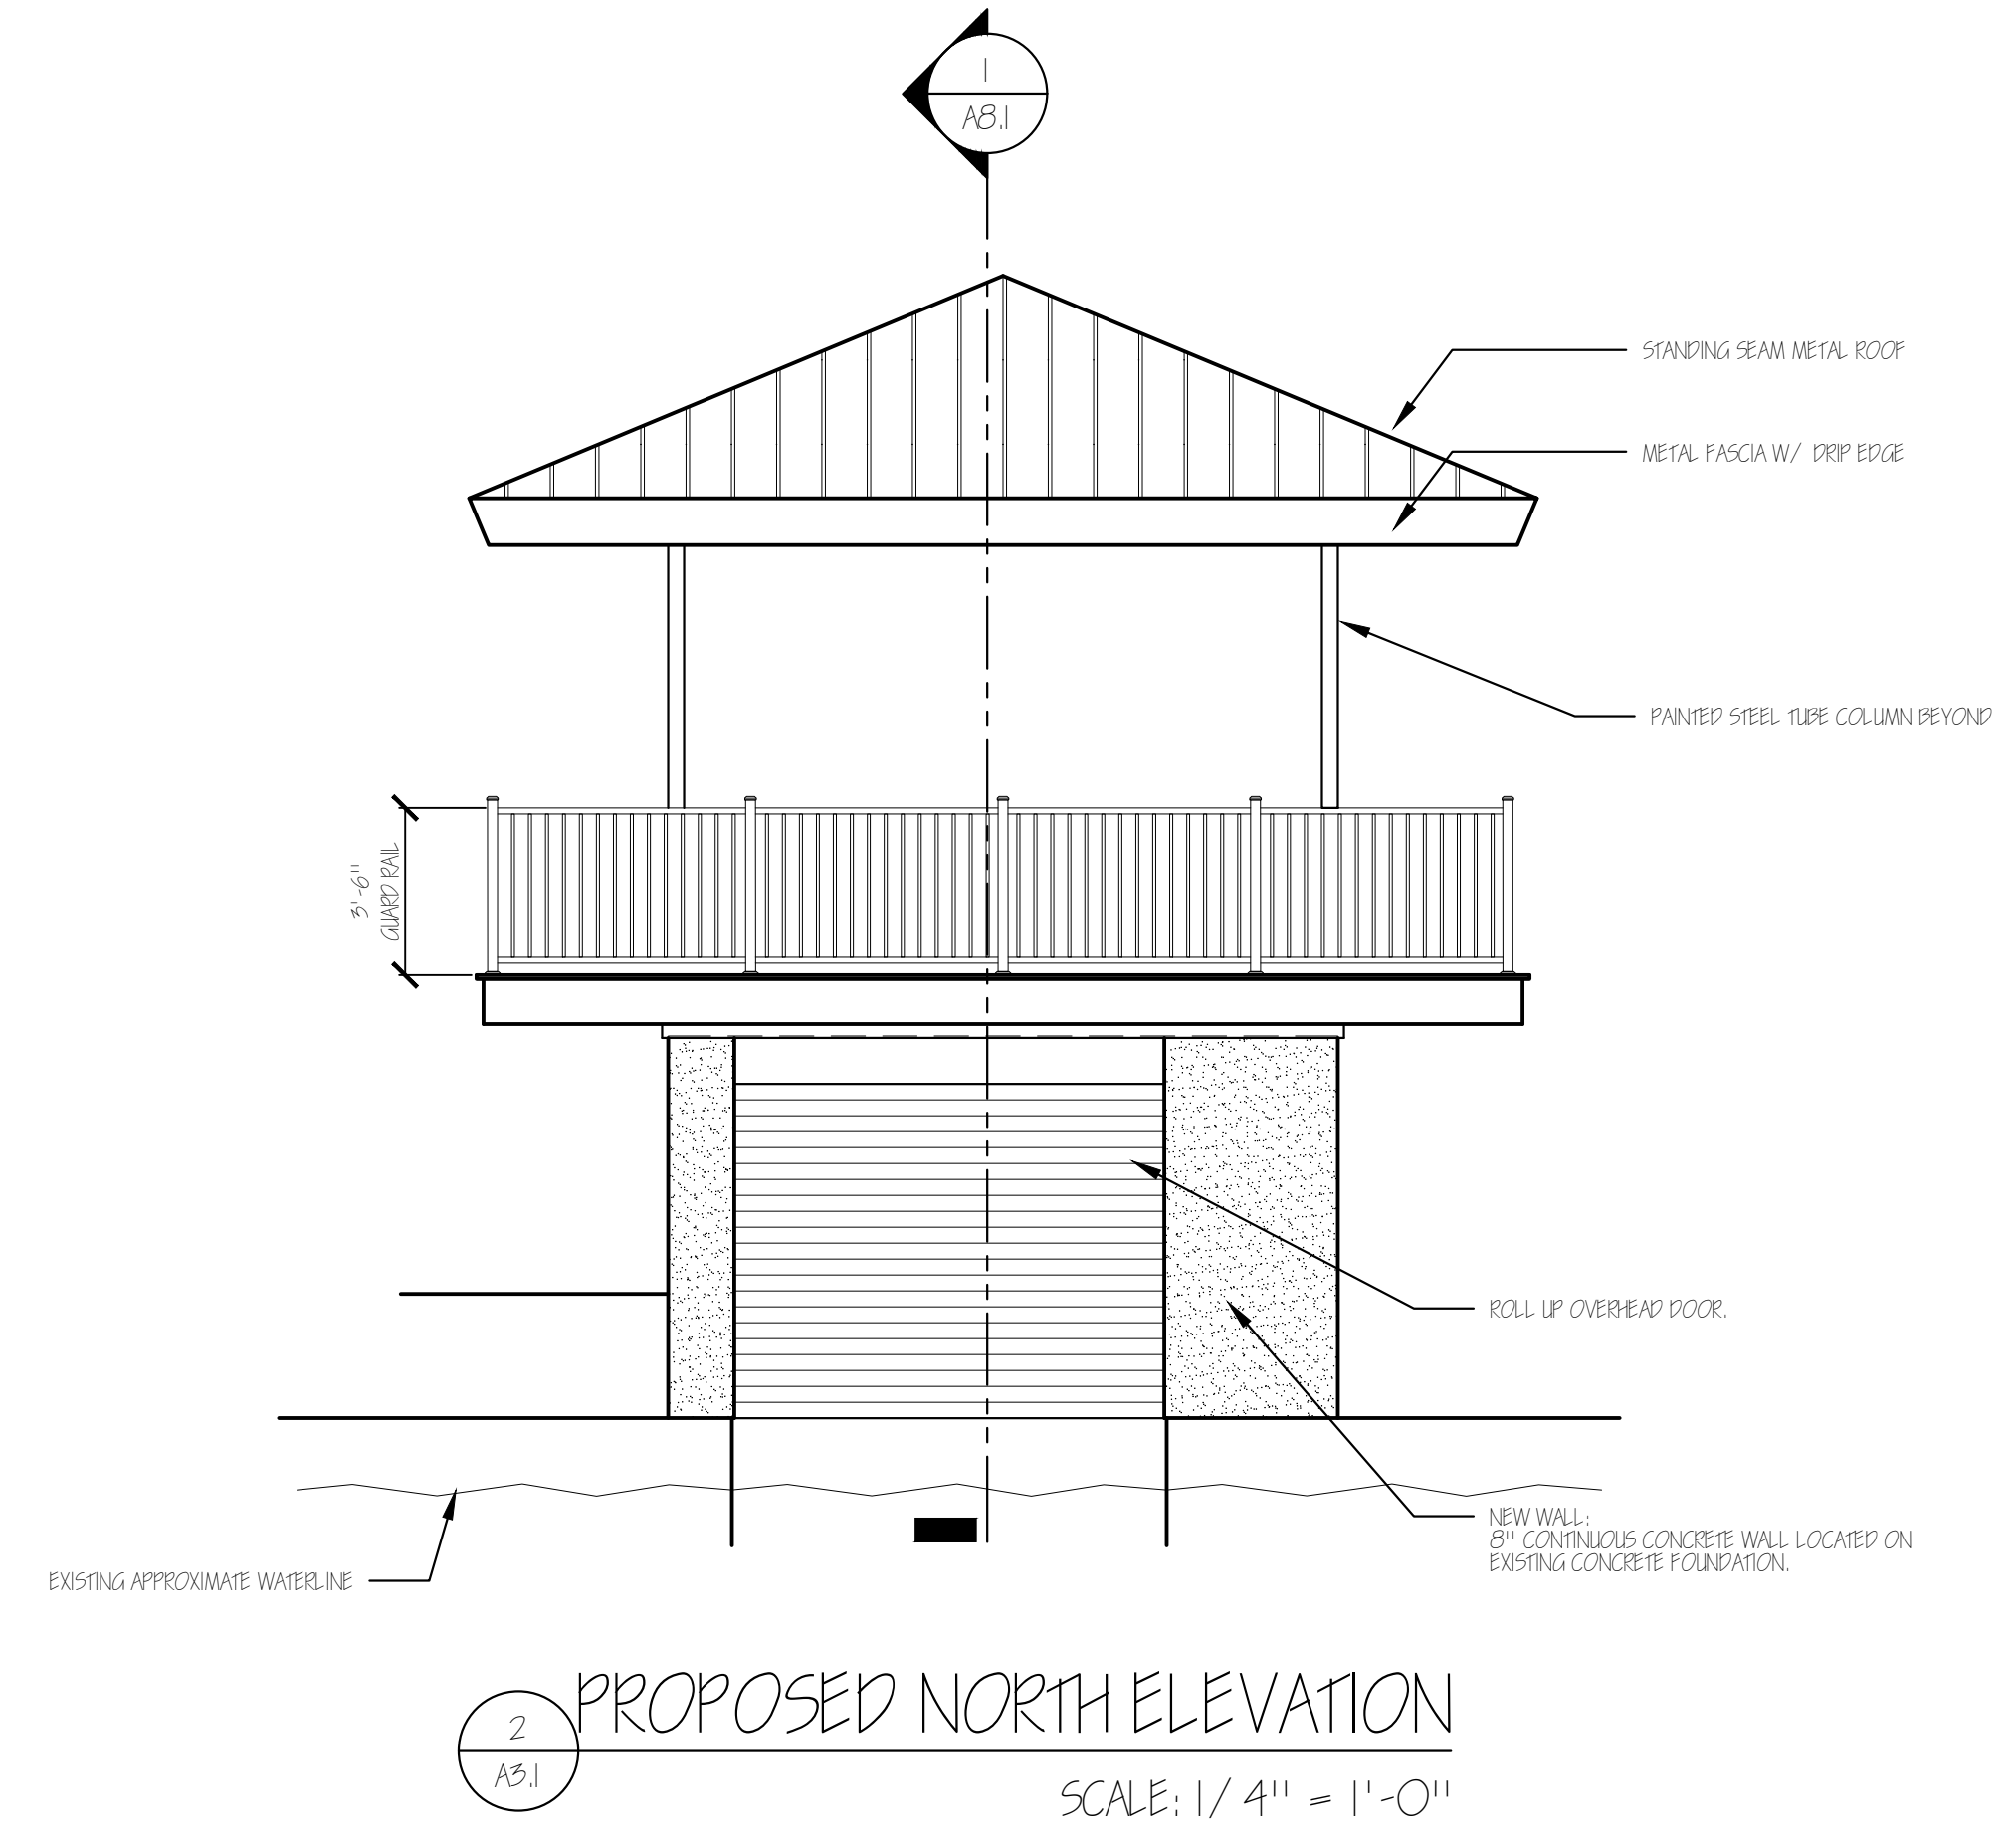 1
A8.1
STANDING SEAM METAL ROOF
METAL FASCIA W/ DRIP EDGE
PAINTED STEEL TUBE COLUMN BEYOND
3'-6"
GUARD RAIL
ROLL UP OVERHEAD DOOR.
NEW WALL:
8" CONTINUOUS CONCRETE WALL LOCATED ON
EXISTING CONCRETE FOUNDATION.
EXISTING APPROXIMATE WATERLINE
PROPOSED NORTH ELEVATION
2
A3.1
SCALE: 1/4" = 1'-0"